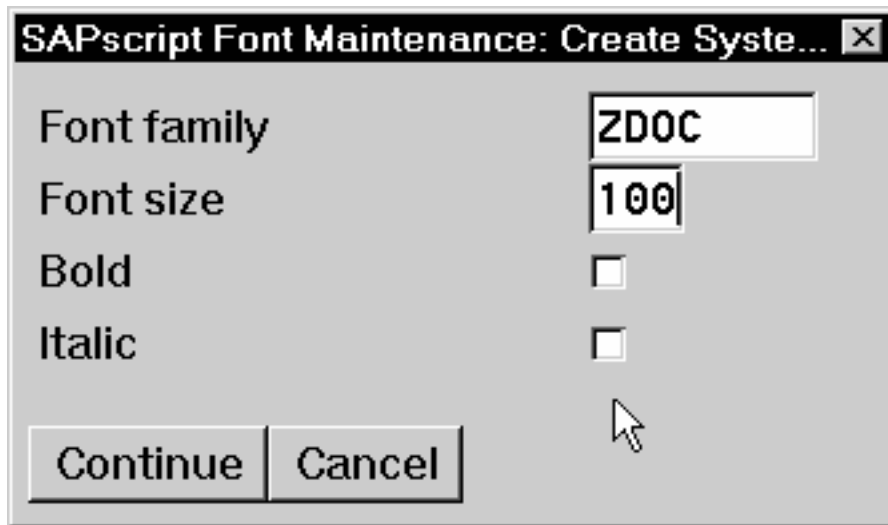 SAPscript Font Maintenance: Create Syste...
Font family ZDOC
Font size 100
Bold
Italic
Continue Cancel